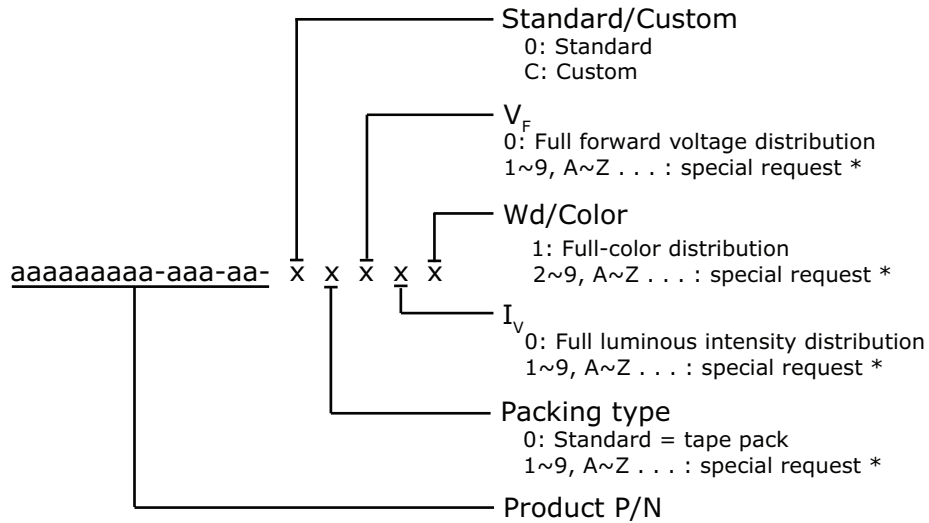 Standard/Custom
0: Standard
C: Custom
VF
0: Full forward voltage distribution
1~9, A~Z . . . : special request *
Wd/Color
1: Full-color distribution
2~9, A~Z . . . : special request *
aaaaaaaaa-aaa-aa- x x x x x
IV
0: Full luminous intensity distribution
1~9, A~Z . . . : special request *
Packing type
0: Standard = tape pack
1~9, A~Z . . . : special request *
Product P/N